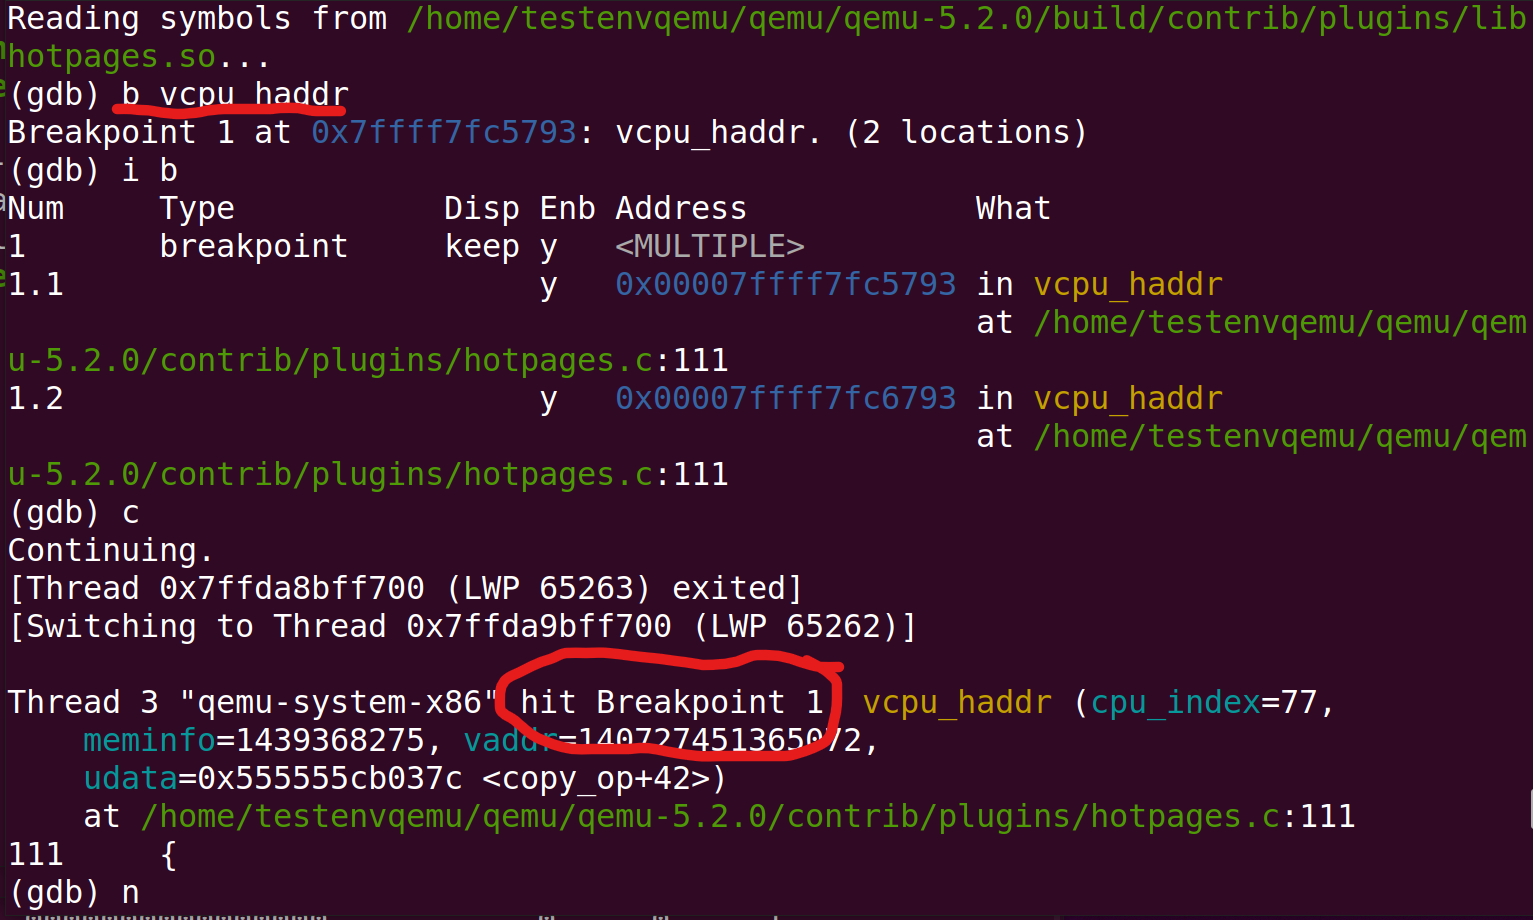 Reading symbols from /home/testenvqemu/qemu/qemu-5.2.0/build/contrib/plugins/lib
hotpages.so...
(gdb) b vcpu_haddr
Breakpoint 1 at 0x7ffff7fc5793: vcpu_haddr. (2 locations)
(gdb) i b
Num     Type           Disp Enb Address            What
1       breakpoint     keep y   <MULTIPLE>
1.1                         y   0x00007ffff7fc5793 in vcpu_haddr
at /home/testenvqemu/qemu/qem
u-5.2.0/contrib/plugins/hotpages.c:111
1.2                         y   0x00007ffff7fc6793 in vcpu_haddr
at /home/testenvqemu/qemu/qem
u-5.2.0/contrib/plugins/hotpages.c:111
(gdb) c
Continuing.
[Thread 0x7ffda8bff700 (LWP 65263) exited]
[Switching to Thread 0x7ffda9bff700 (LWP 65262)]
Thread 3 "qemu-system-x86" hit Breakpoint 1, vcpu_haddr (cpu_index=77,
meminfo=1439368275, vaddr=140727451365072,
udata=0x555555cb037c <copy_op+42>)
at /home/testenvqemu/qemu/qemu-5.2.0/contrib/plugins/hotpages.c:111
111     {
(gdb) n